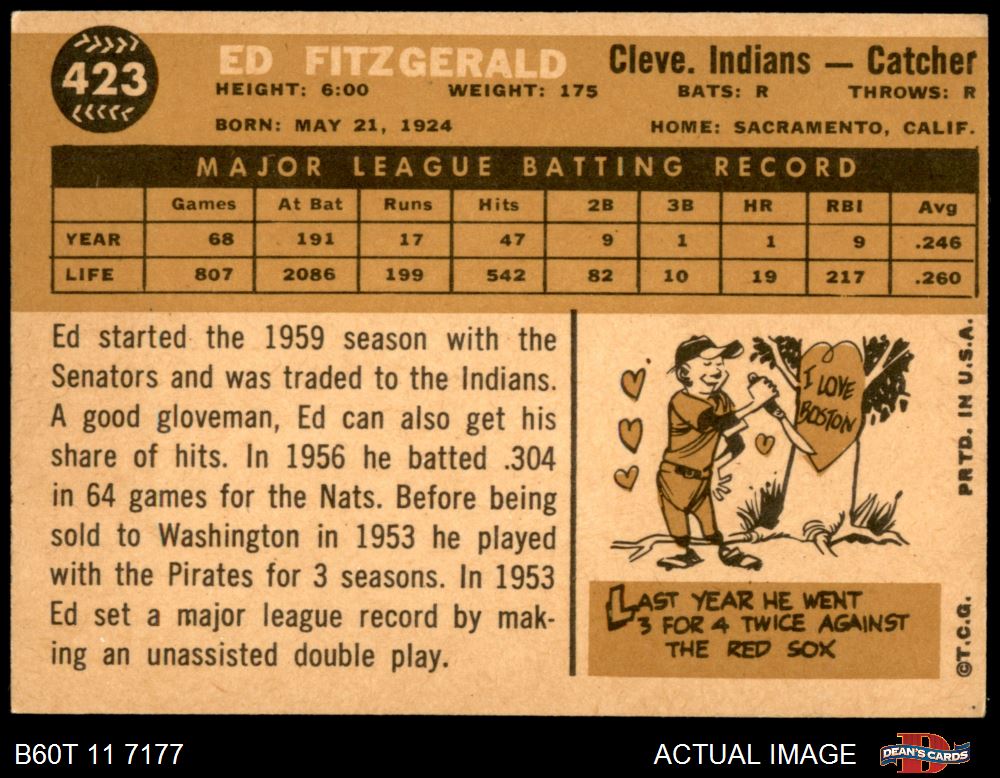 423
ED FITZGERALD
Cleve. Indians — Catcher
HEIGHT: 6:00 WEIGHT: 175 BATS: R THROWS: R
BORN: MAY 21, 1924 HOME: SACRAMENTO, CALIF.
MAJOR LEAGUE BATTING RECORD
Games At Bat Runs Hits 2B 3B HR RBI Avg
YEAR 68 191 17 47 9 1 1 9 .246
LIFE 807 2086 199 542 82 10 19 217 .260
Ed started the 1959 season with the
Senators and was traded to the Indians.
A good gloveman, Ed can also get his
share of hits. In 1956 he batted .304
in 64 games for the Nats. Before being
sold to Washington in 1953 he played
with the Pirates for 3 seasons. In 1953
Ed set a major league record by mak-
ing an unassisted double play.
I LOVE
BOSTON
LAST YEAR HE WENT
3 FOR 4 TWICE AGAINST
THE RED SOX
©T.C.G. PRTD. IN U.S.A.
B60T 11 7177
ACTUAL IMAGE
D
DEAN'S CARDS